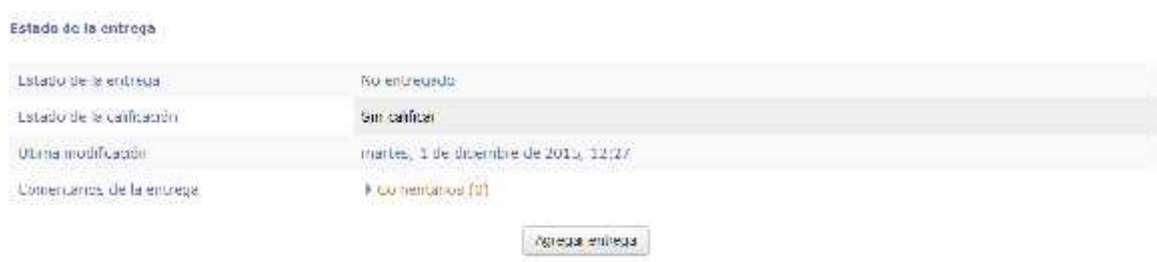 Estado de la entrega
Estado de la entrega No entregado
Estado de la calificación Sin calificar
Última modificación martes, 1 de diciembre de 2015, 12:27
Comentarios de la entrega Comentarios (0)
Agregar entrega